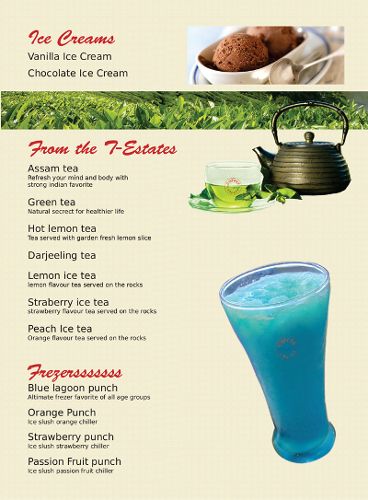 Ice Creams
Vanilla Ice Cream
Chocolate Ice Cream
From the T-Estates
Assam tea
Refresh your mind and body with
strong indian favorite
Green tea
Natural secrect for healthier life
Hot lemon tea
Tea served with garden fresh lemon slice
Darjeeling tea
Lemon ice tea
lemon flavour tea served on the rocks
Straberry ice tea
strawberry flavour tea served on the rocks
Peach Ice tea
Orange flavour tea served on the rocks
Frezerssssss
Blue lagoon punch
Altimate frezer favorite of all age groups
Orange Punch
Ice slush orange chiller
Strawberry punch
Ice slush strawberry chiller
Passion Fruit punch
Ice slush passion fruit chiller